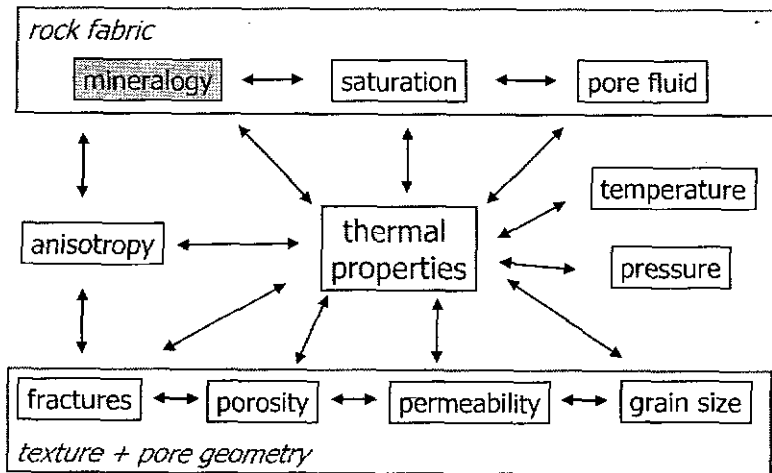 rock fabric
mineralogy
saturation
pore fluid
temperature
anisotropy
thermal
properties
pressure
fractures
porosity
permeability
grain size
texture + pore geometry